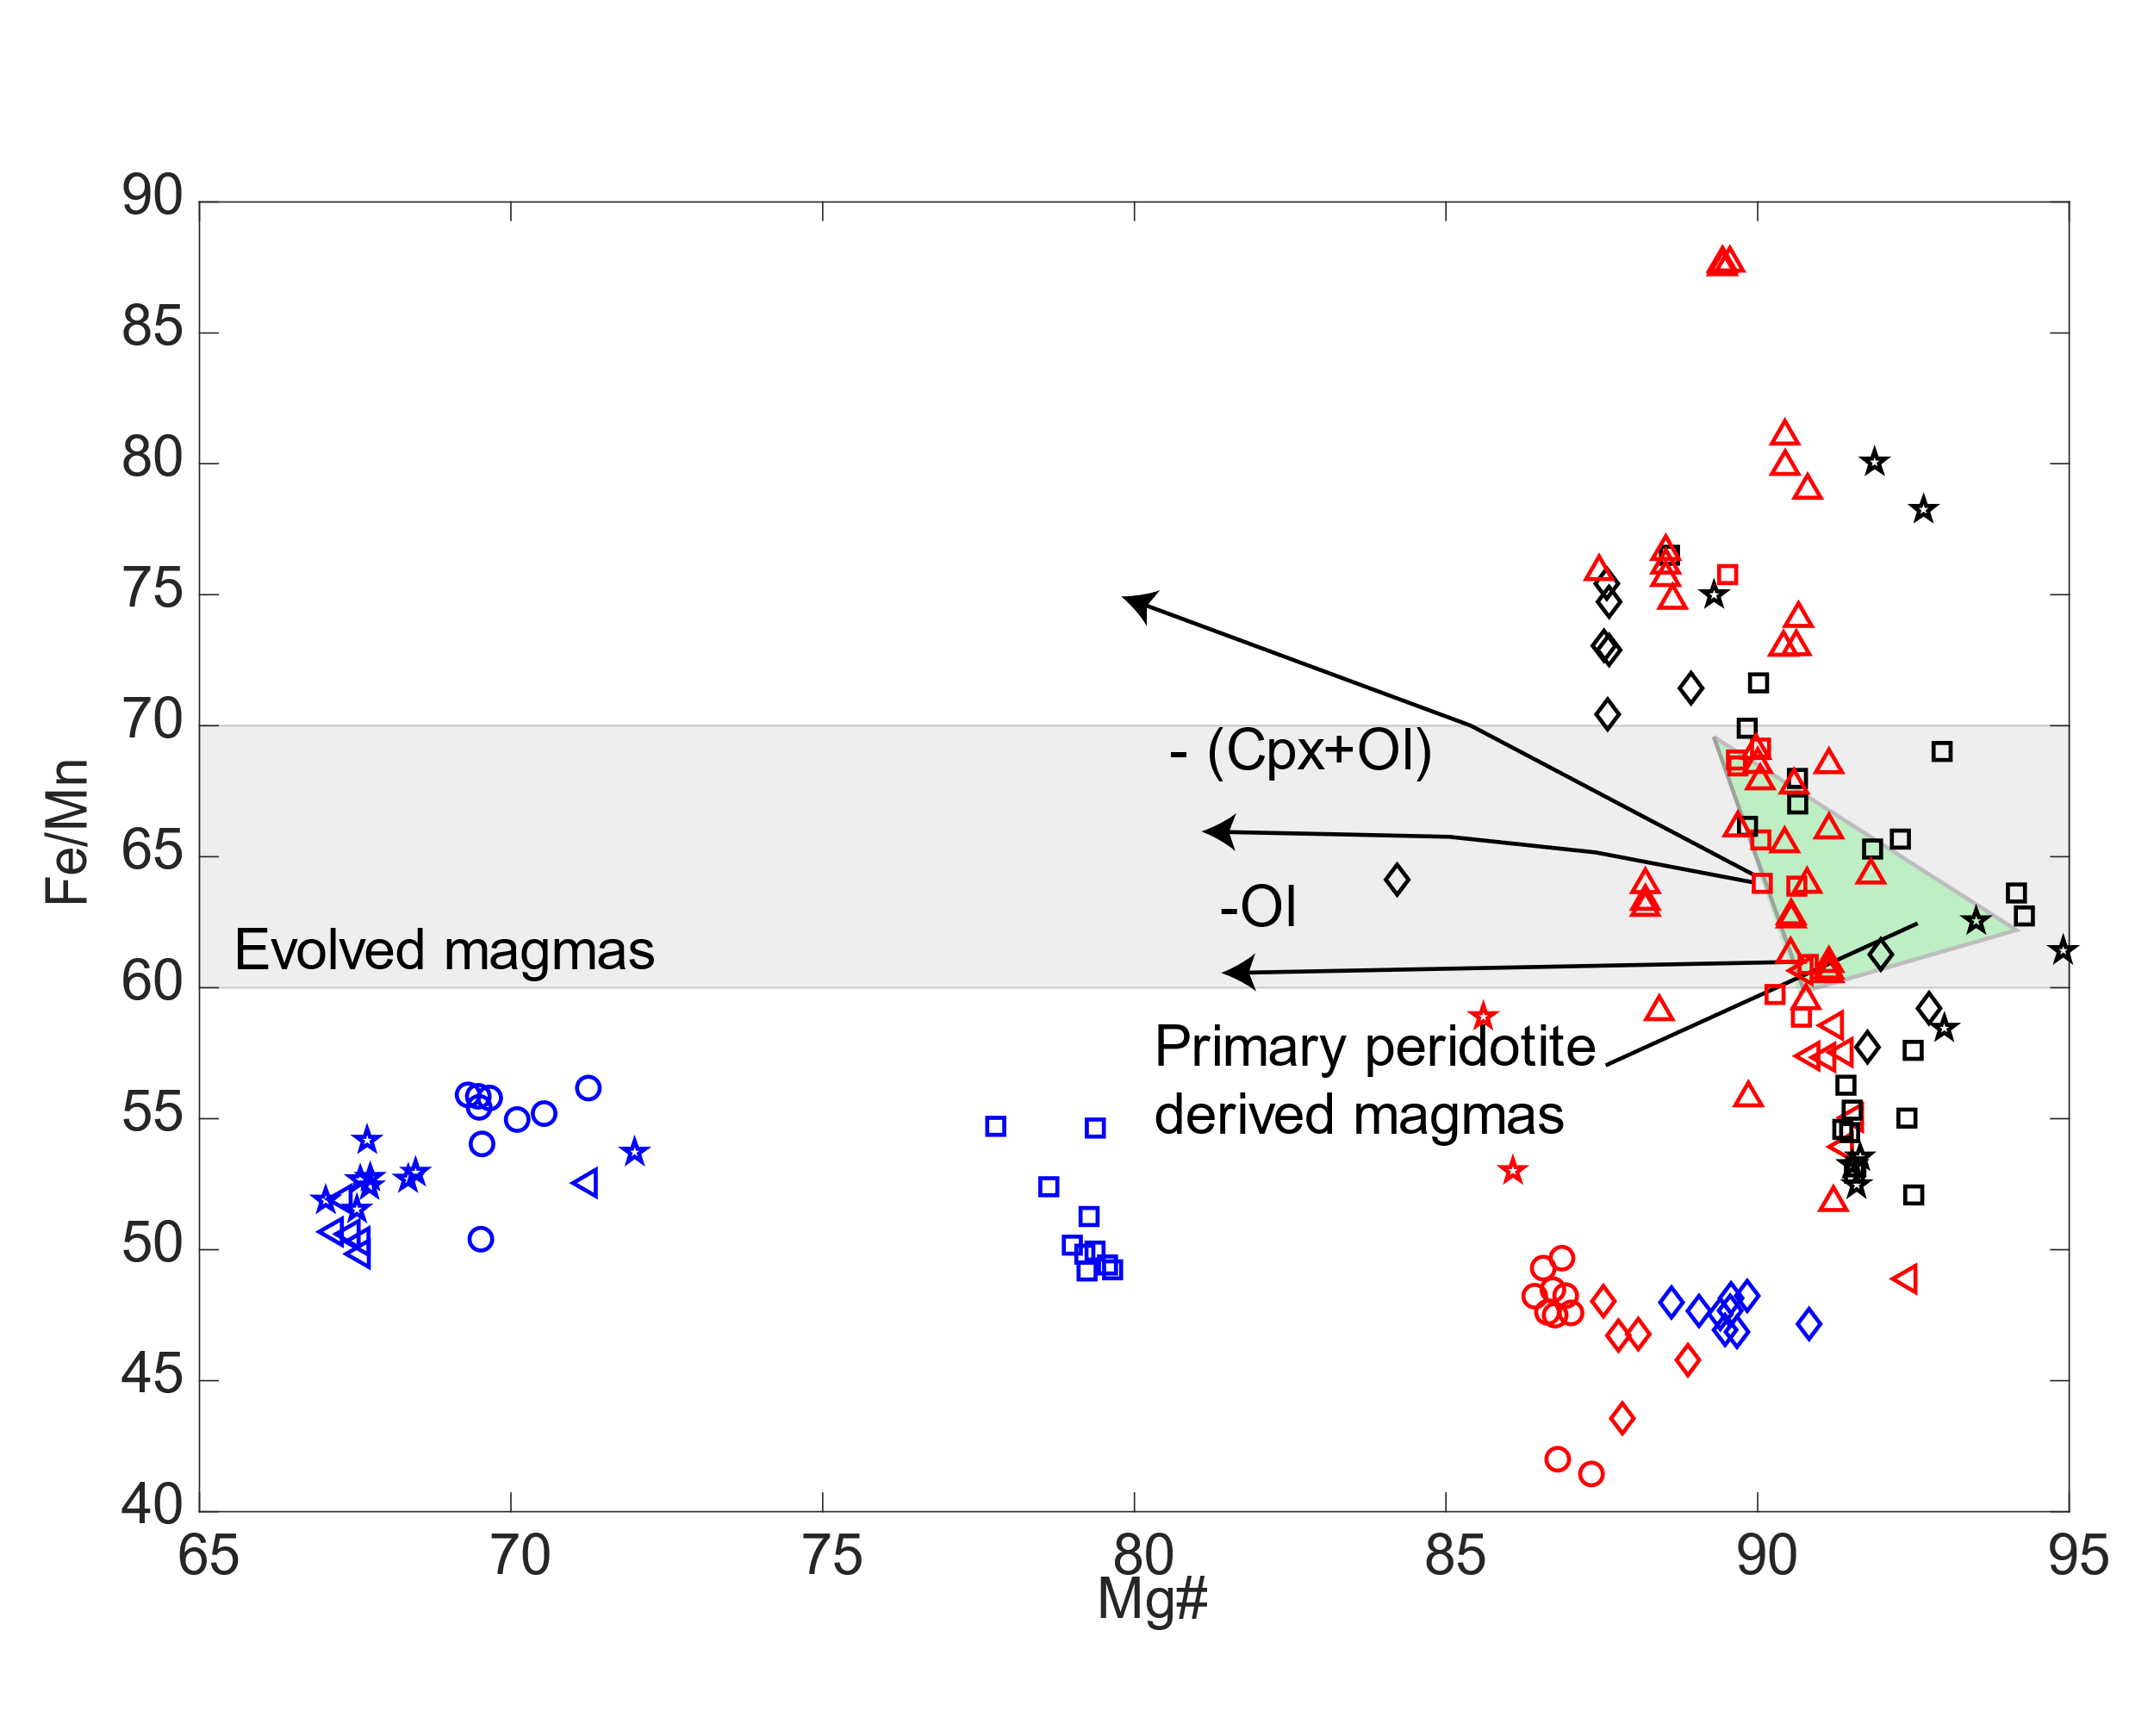 90
85
80
75
70
65
60
55
50
45
40
Fe/Mn
- (Cpx+Ol)
-Ol
Evolved magmas
Primary peridotite
derived magmas
65 70 75 80 85 90 95
Mg#